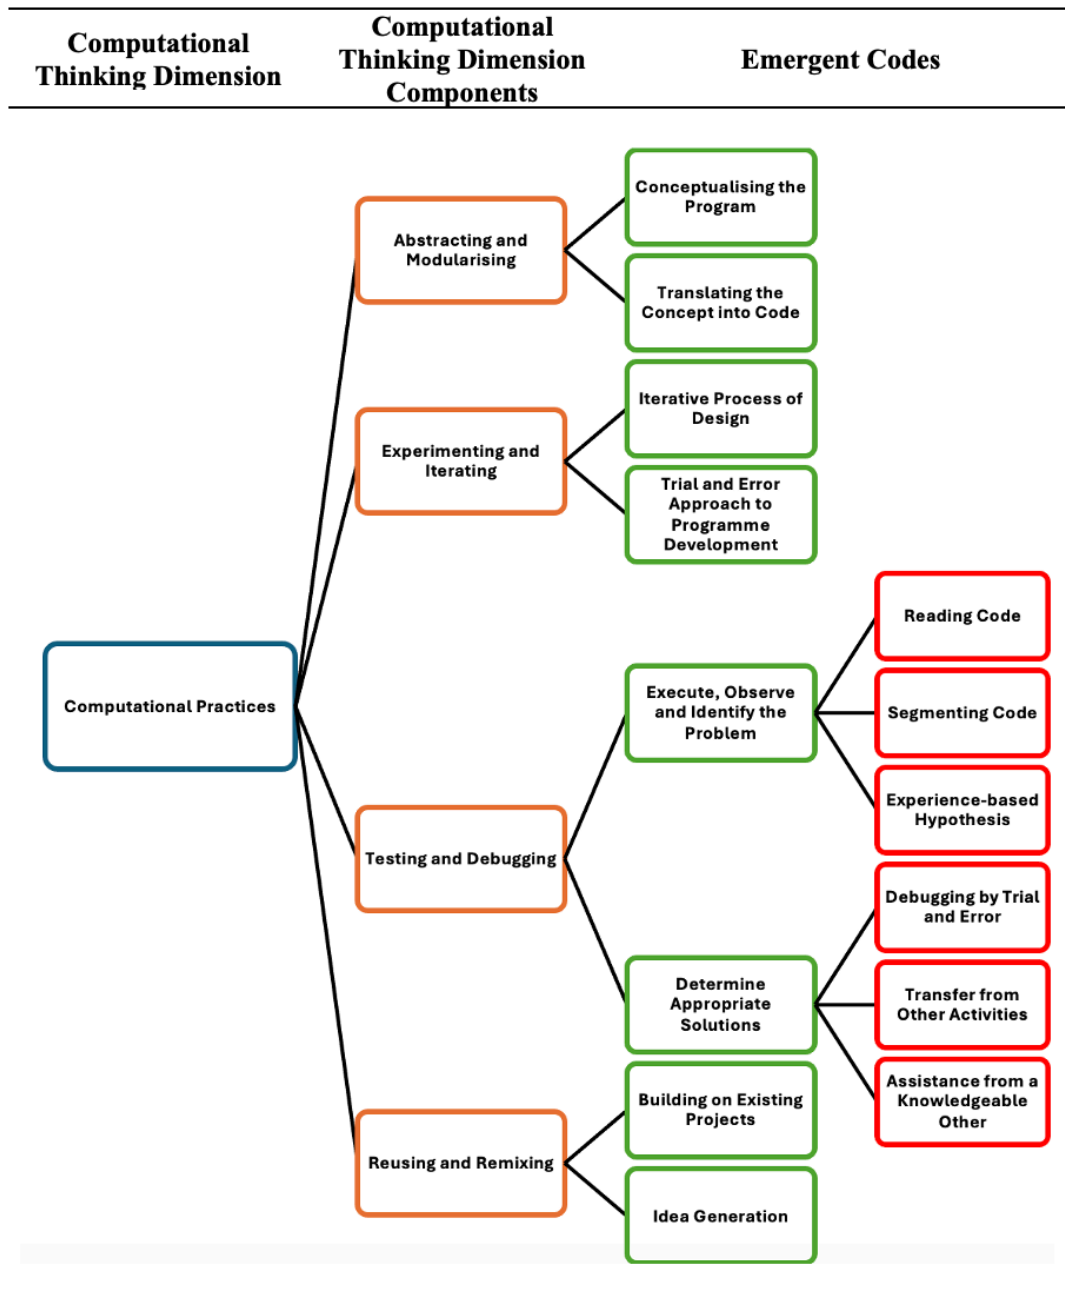 Computational
Thinking Dimension
Computational
Thinking Dimension
Components
Emergent Codes
Computational Practices
Abstracting and
Modularising
Conceptualising the
Program
Translating the
Concept into Code
Experimenting and
Iterating
Iterative Process of
Design
Trial and Error
Approach to
Programme
Development
Testing and Debugging
Execute, Observe
and Identify the
Problem
Reading Code
Segmenting Code
Experience-based
Hypothesis
Determine
Appropriate
Solutions
Debugging by Trial
and Error
Transfer from
Other Activities
Assistance from a
Knowledgeable
Other
Reusing and Remixing
Building on Existing
Projects
Idea Generation